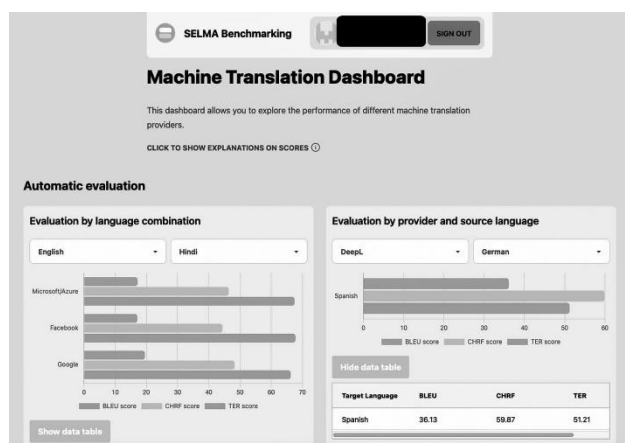 SELMA Benchmarking
SIGN OUT
Machine Translation Dashboard
This dashboard allows you to explore the performance of different machine translation
providers.
CLICK TO SHOW EXPLANATIONS ON SCORES
Automatic evaluation
Evaluation by language combination
English
Hindi
Microsoft/Azure
Facebook
Google
0 10 20 30 40 50 60 70
BLEU score CHRF score TER score
Show data table
Evaluation by provider and source language
DeepL
German
Spanish
0 10 20 30 40 50 60
BLEU score CHRF score TER score
Hide data table
Target Language BLEU CHRF TER
Spanish 36.13 59.87 51.21